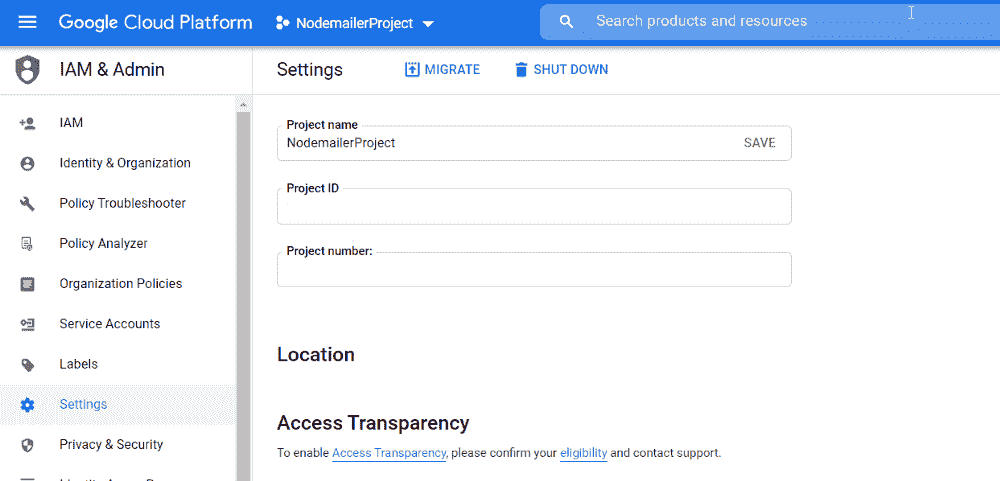 Google Cloud Platform
NodemailerProject
Search products and resources
IAM & Admin
Settings
MIGRATE
SHUT DOWN
IAM
Identity & Organization
Policy Troubleshooter
Policy Analyzer
Organization Policies
Service Accounts
Labels
Settings
Privacy & Security
Project name
NodemailerProject
SAVE
Project ID
Project number:
Location
Access Transparency
To enable Access Transparency, please confirm your eligibility and contact support.